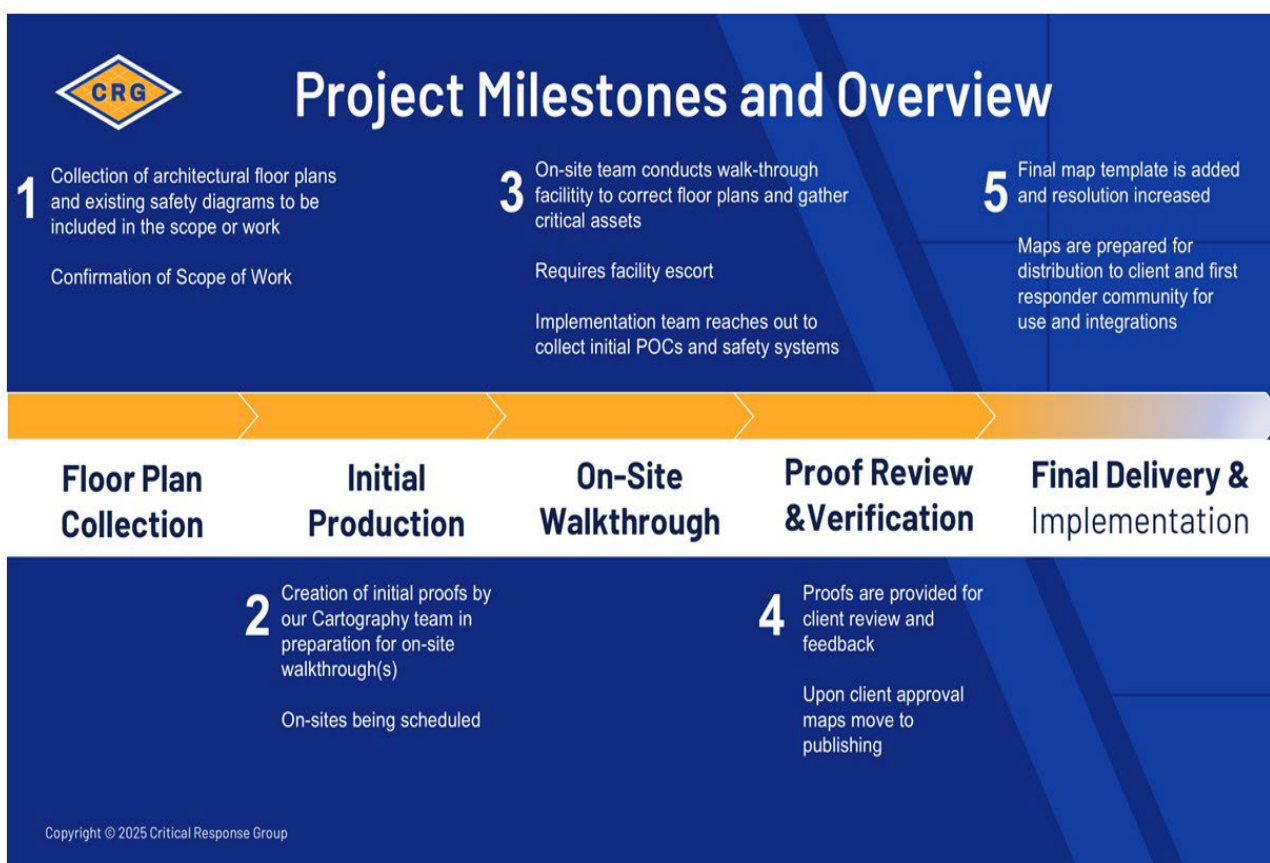 CRG
Project Milestones and Overview
1
Collection of architectural floor plans
and existing safety diagrams to be
included in the scope or work
Confirmation of Scope of Work
3
On-site team conducts walk-through
facilitity to correct floor plans and gather
critical assets
Requires facility escort
Implementation team reaches out to
collect initial POCs and safety systems
5
Final map template is added
and resolution increased
Maps are prepared for
distribution to client and first
responder community for
use and integrations
Floor Plan
Collection
Initial
Production
On-Site
Walkthrough
Proof Review
&Verification
Final Delivery &
Implementation
2
Creation of initial proofs by
our Cartography team in
preparation for on-site
walkthrough(s)
On-sites being scheduled
4
Proofs are provided for
client review and
feedback
Upon client approval
maps move to
publishing
Copyright © 2025 Critical Response Group